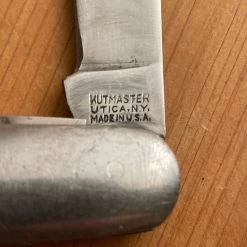 KUTMASTER
UTICA, N.Y.
MADE IN U.S.A.